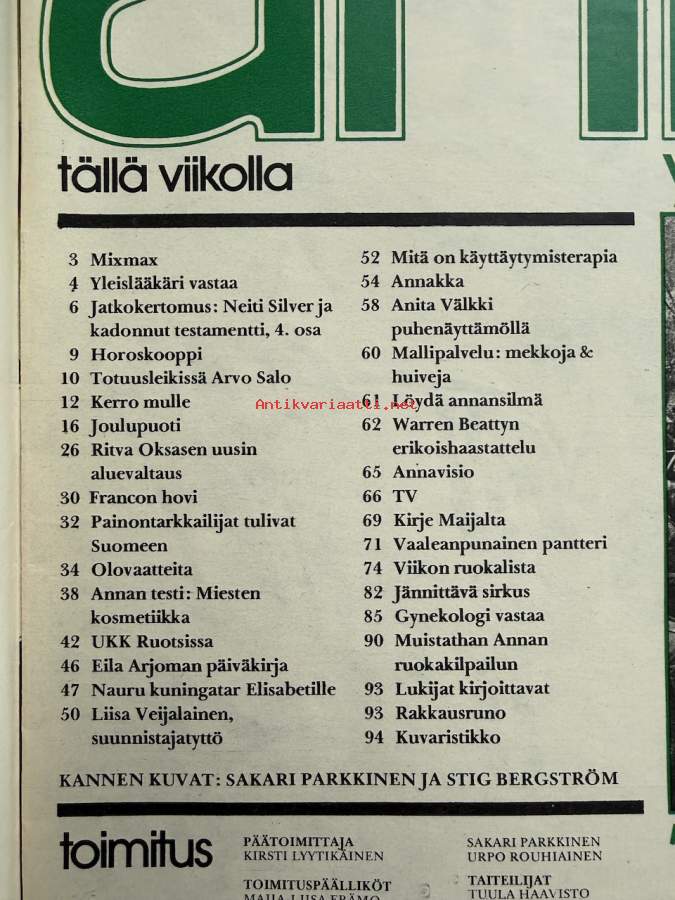 tällä viikolla
3 Mixmax
4 Yleislääkäri vastaa
6 Jatkokertomus: Neiti Silver ja
kadonnut testamentti, 4. osa
9 Horoskooppi
10 Totuusleikissä Arvo Salo
12 Kerro mulle
16 Joulupuoti
26 Ritva Oksasen uusin
aluevaltaus
30 Francon hovi
32 Painontarkkailijat tulivat
Suomeen
34 Olovaatteita
38 Annan testi: Miesten
kosmetiikka
42 UKK Ruotsissa
46 Eila Arjoman päiväkirja
47 Nauru kuningatar Elisabetille
50 Liisa Veijalainen,
suunnistajatyttö
52 Mitä on käyttäytymisterapia
54 Annakka
58 Anita Välkki
puhenäyttämöllä
60 Mallipalvelu: mekkoja &
huiveja
61 Löydä annansilmä
62 Warren Beattyn
erikoishaastattelu
65 Annavisio
66 TV
69 Kirje Maijalta
71 Vaaleanpunainen pantteri
74 Viikon ruokalista
82 Jännittävä sirkus
85 Gynekologi vastaa
90 Muistathan Annan
ruokakilpailun
93 Lukijat kirjoittavat
93 Rakkausruno
94 Kuvaristikko
Antikvariaatti.net
KANNEN KUVAT: SAKARI PARKKINEN JA STIG BERGSTRÖM
toimitus
PÄÄTOIMITTAJA
KIRSTI LYYTIKÄINEN
TOIMITUSPÄÄLLIKÖT
MAIJA-LIISA ERÄMO
SAKARI PARKKINEN
URPO ROUHIAINEN
TAITEILIJAT
TUULA HAAVISTO